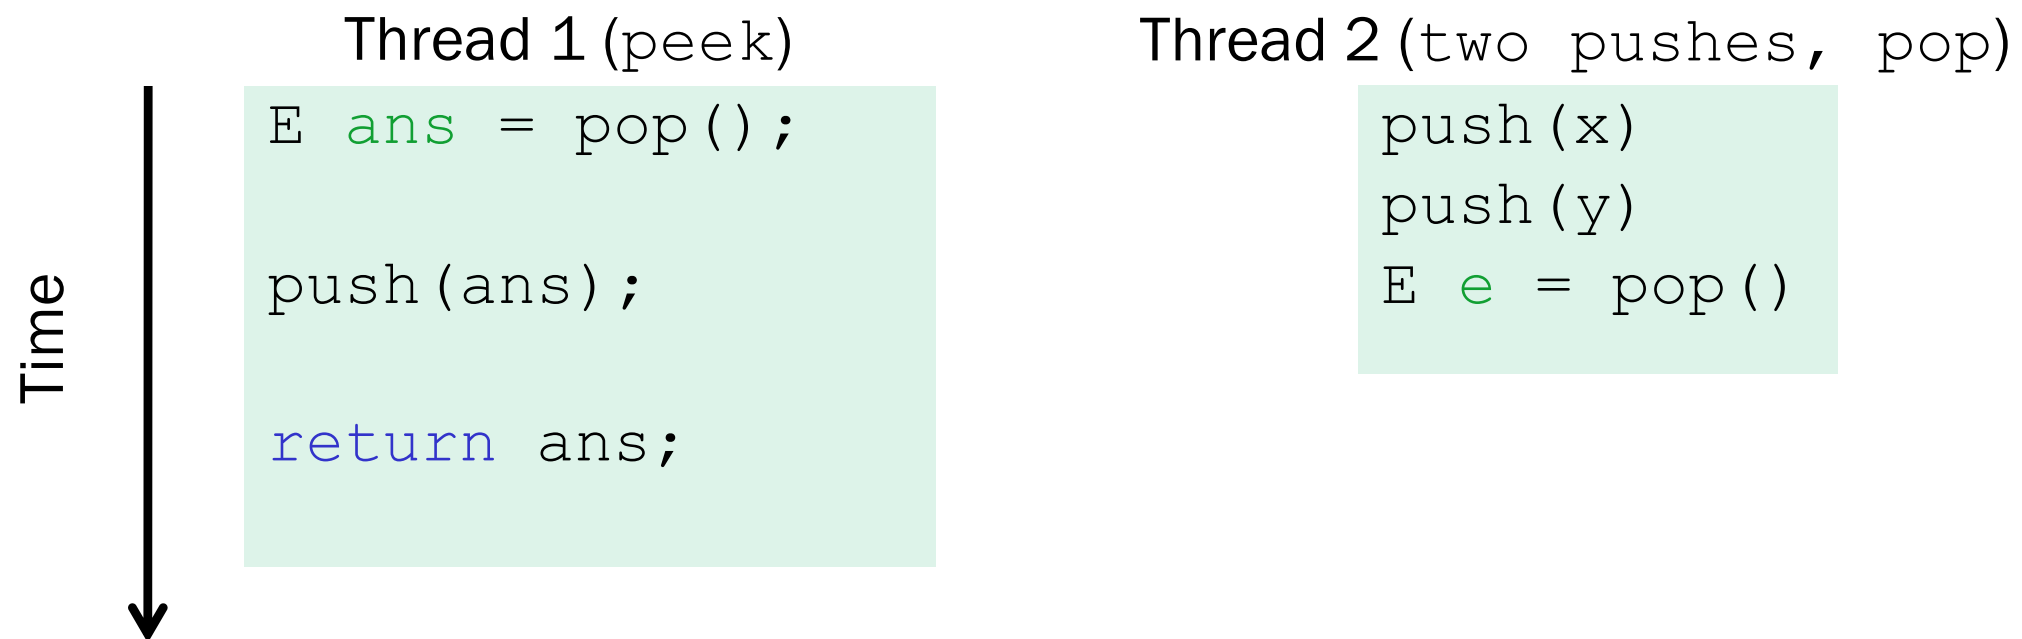 Thread 1 (peek)
E ans = pop();
push(ans);
return ans;
Thread 2 (two pushes, pop)
push(x)
push(y)
E e = pop()
Time